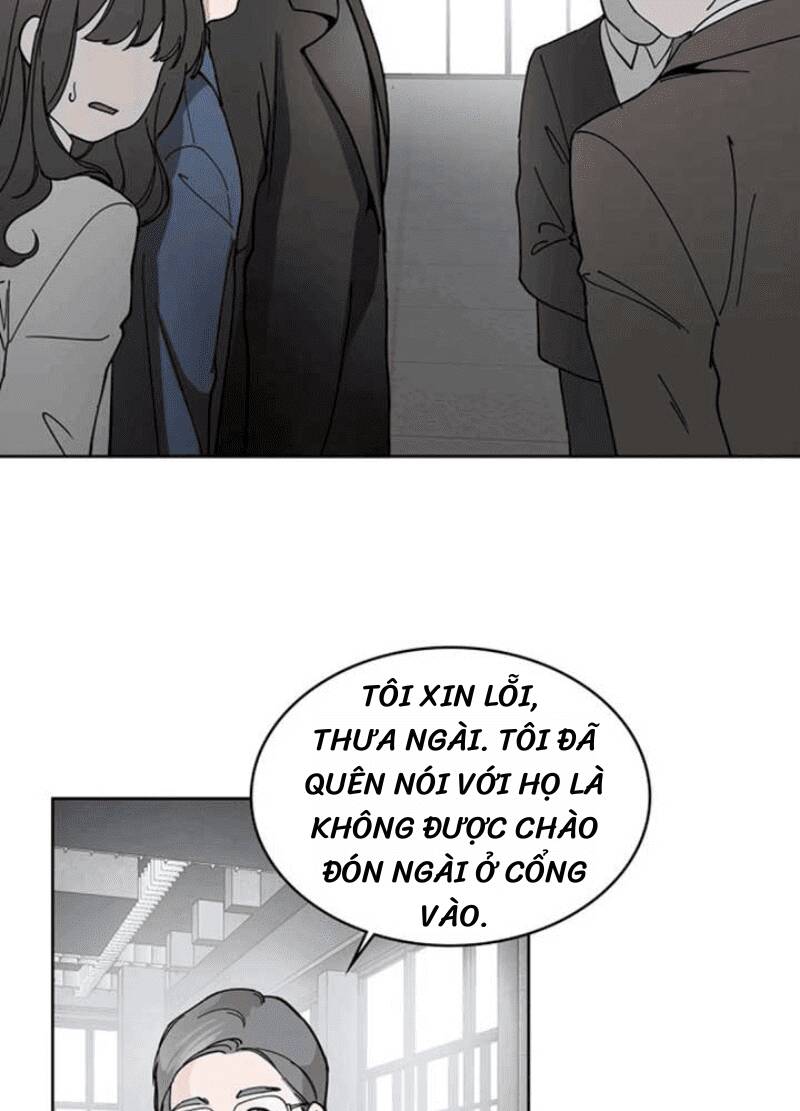 TÔI XIN LỖI,
THƯA NGÀI. TÔI ĐÃ
QUÊN NÓI VỚI HỌ LÀ
KHÔNG ĐƯỢC CHÀO
ĐÓN NGÀI Ở CỔNG
VÀO.